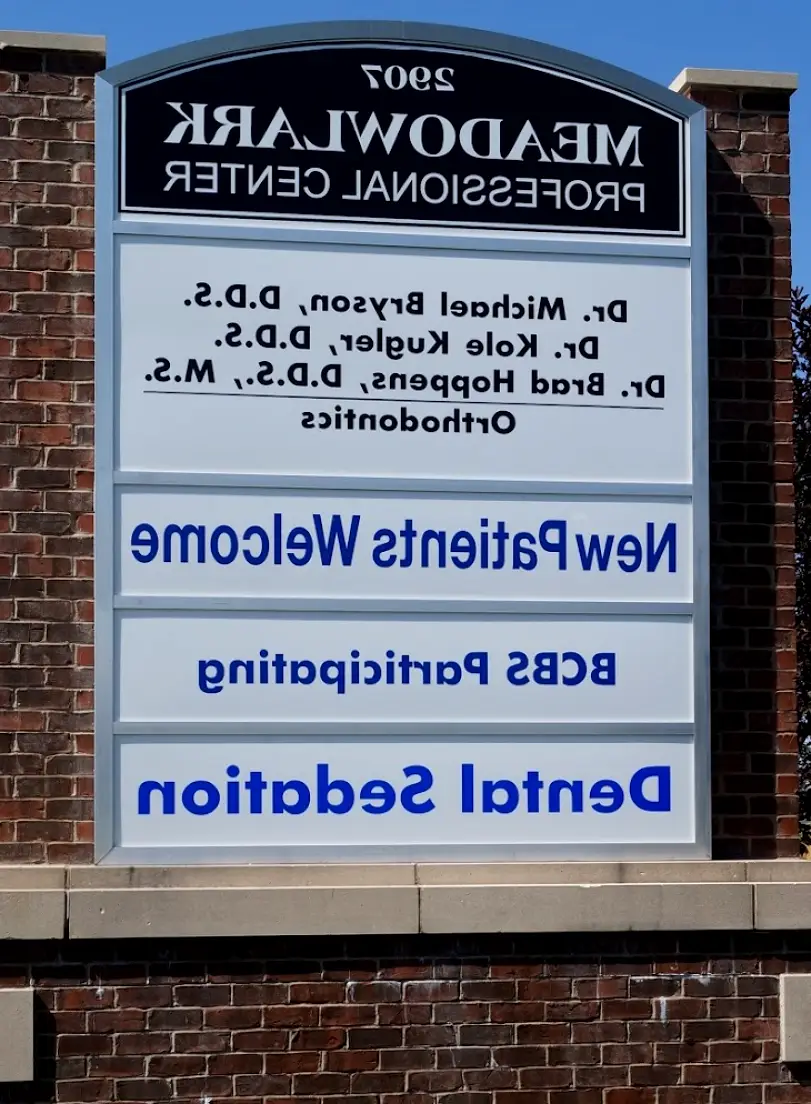 2907
MEADOWLARK
PROFESSIONAL CENTER
Dr. Michael Bryson, D.D.S.
Dr. Kole Kugler, D.D.S.
Dr. Brad Hoppens, D.D.S., M.S.
Orthodontics
New Patients Welcome
BCBS Participating
Dental Sedation